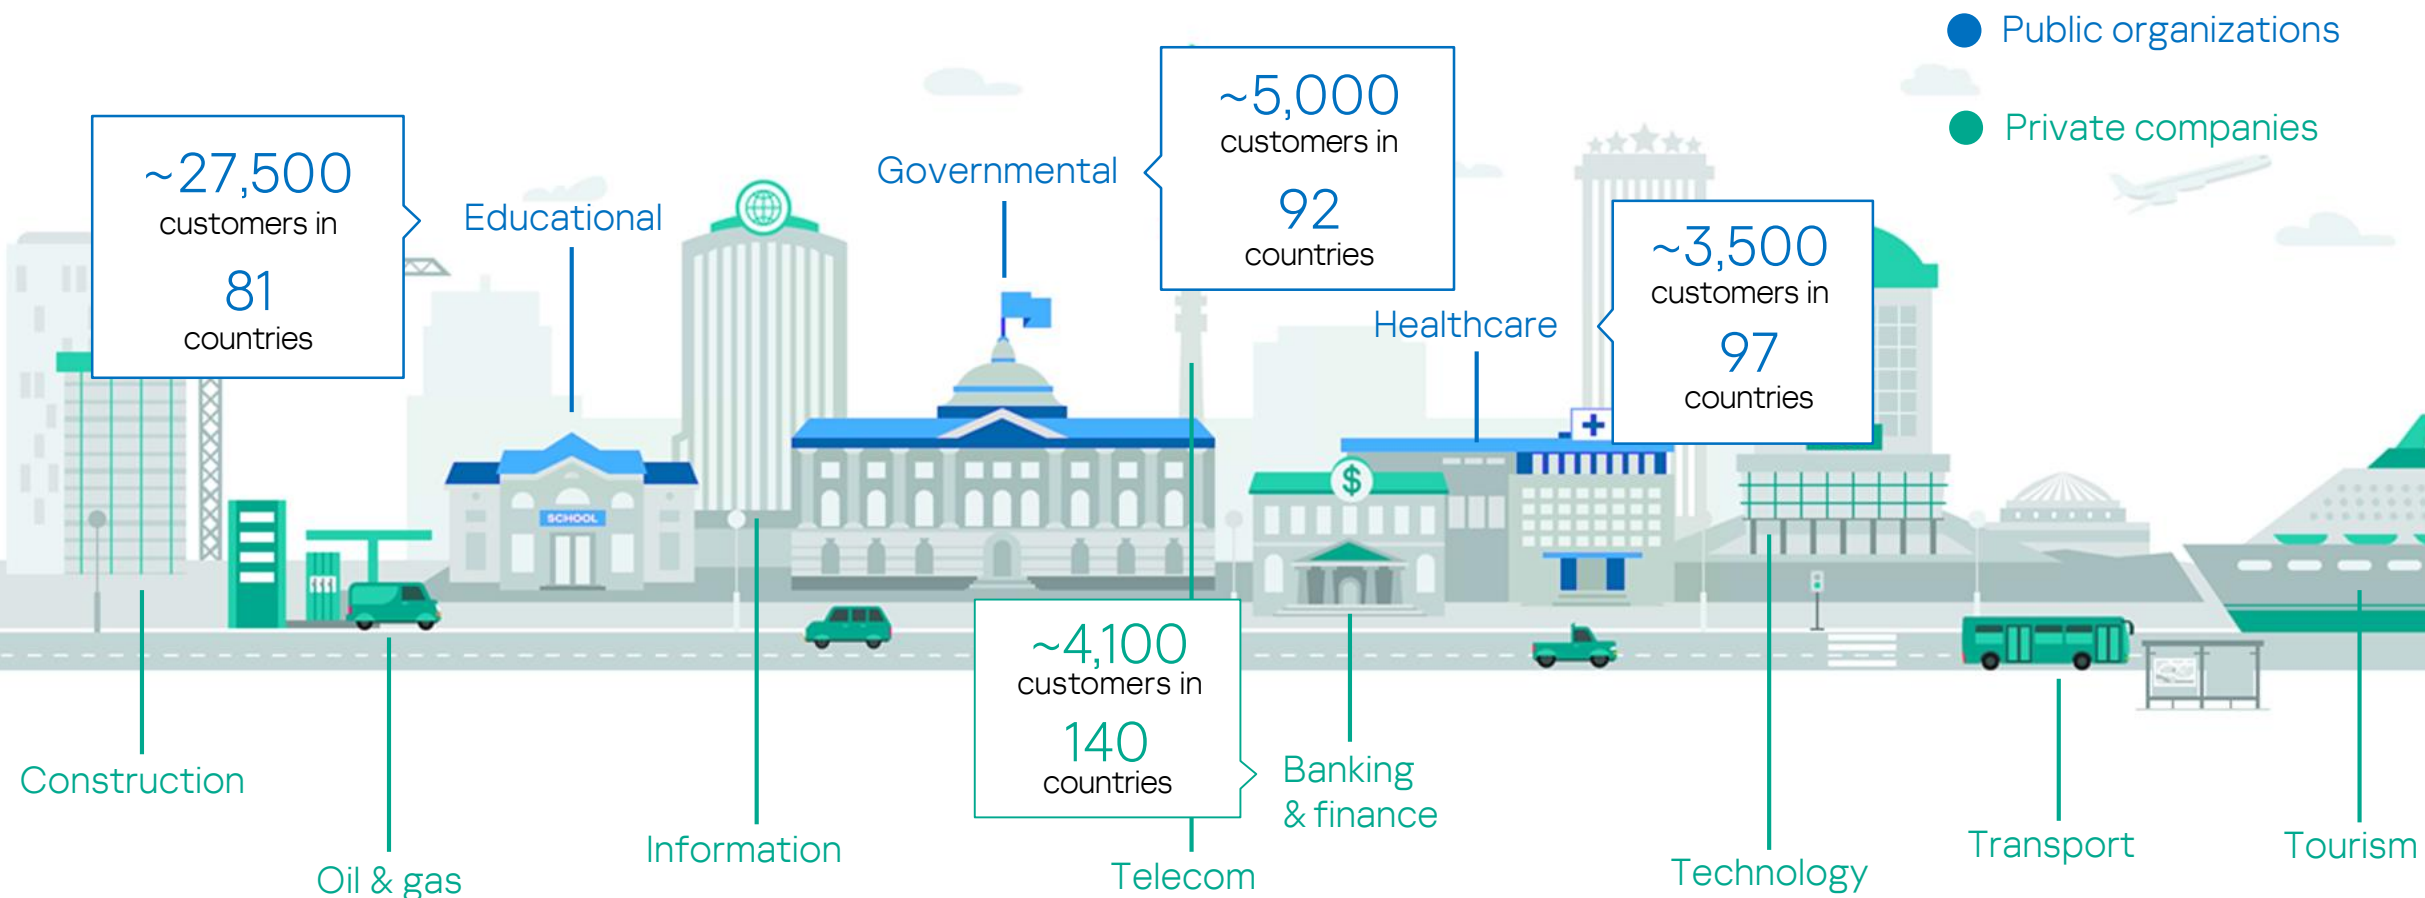 Public organizations
Private companies
~27,500
customers in
81
countries
Educational
Governmental
~5,000
customers in
92
countries
Healthcare
~3,500
customers in
97
countries
SCHOOL
$
~4,100
customers in
140
countries
Banking
& finance
Construction
Oil & gas
Information
Telecom
Technology
Transport
Tourism